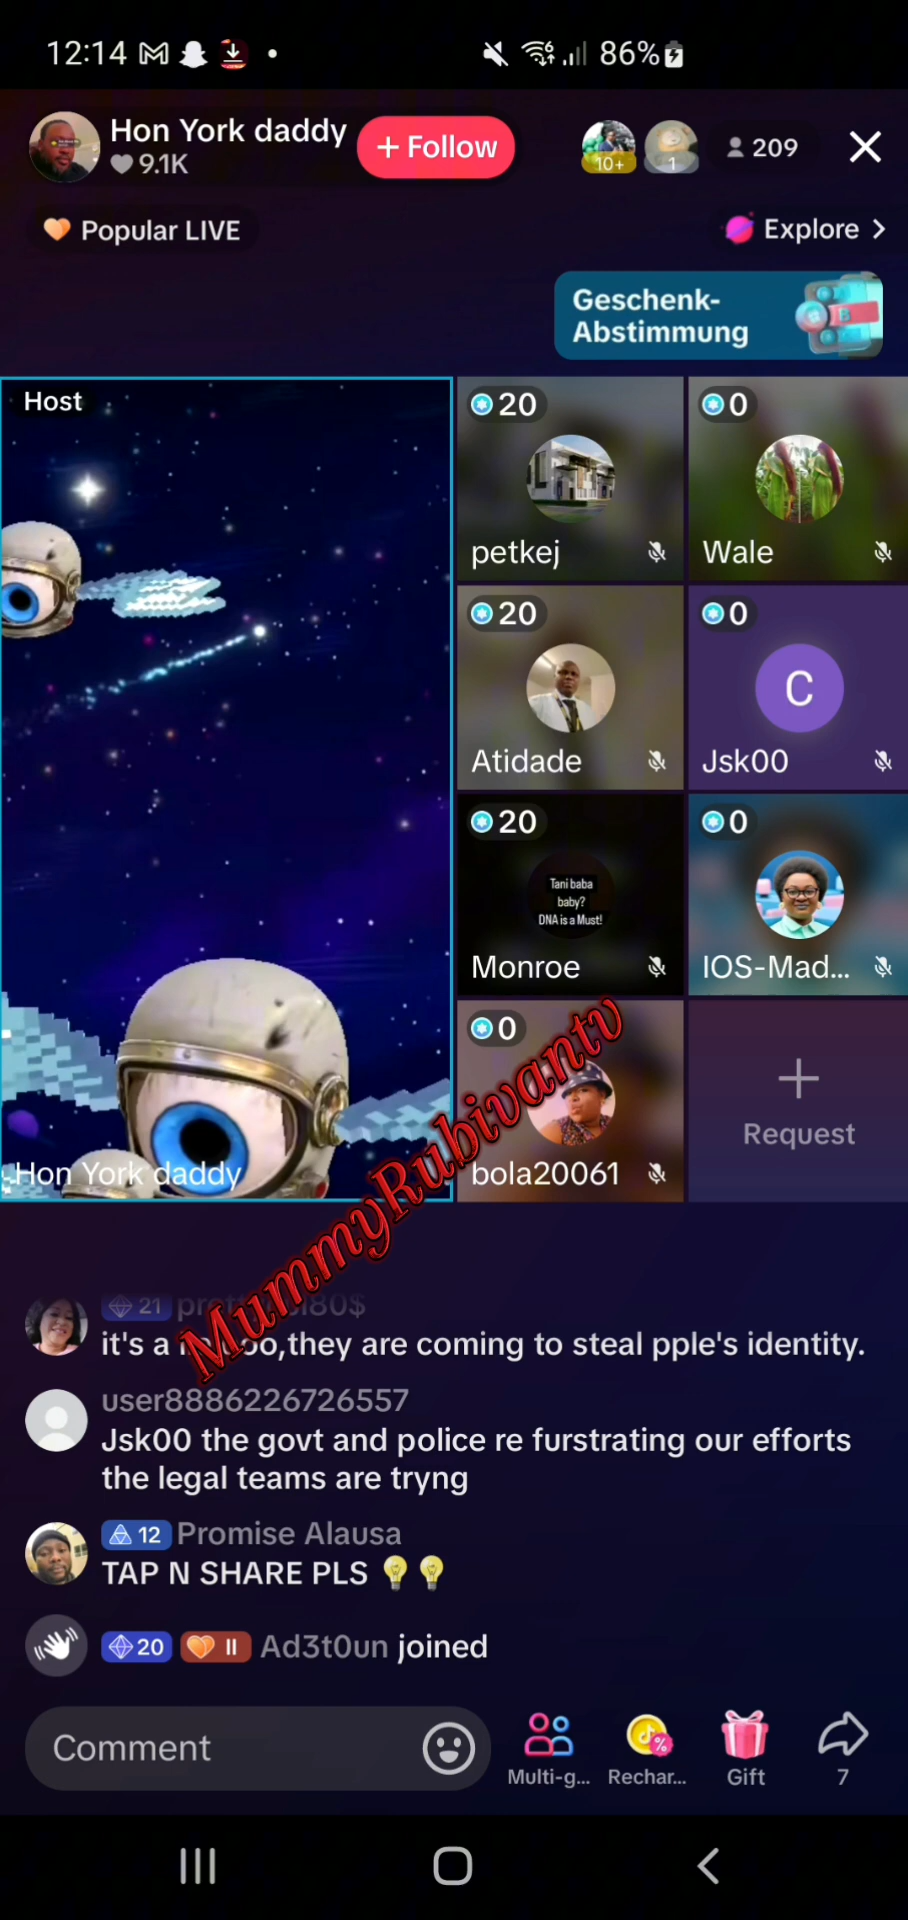 12:14
86%
Hon York daddy
9.1K
+ Follow
10+
1
209
Popular LIVE
Explore >
Geschenk-
Abstimmung
Host
20
petkej
0
Wale
20
Atidade
0
C
Jsk00
20
Tani baba
baby?
DNA is a Must!
Monroe
0
IOS-Mad...
0
bola20061
Request
Hon York daddy
MummyRubivantv
21
it's a
,they are coming to steal pple's identity.
user8886226726557
Jsk00 the govt and police re furstrating our efforts
the legal teams are tryng
12 Promise Alausa
TAP N SHARE PLS 💡💡
20 II Ad3t0un joined
Comment
Multi-g...
Rechar...
Gift
7